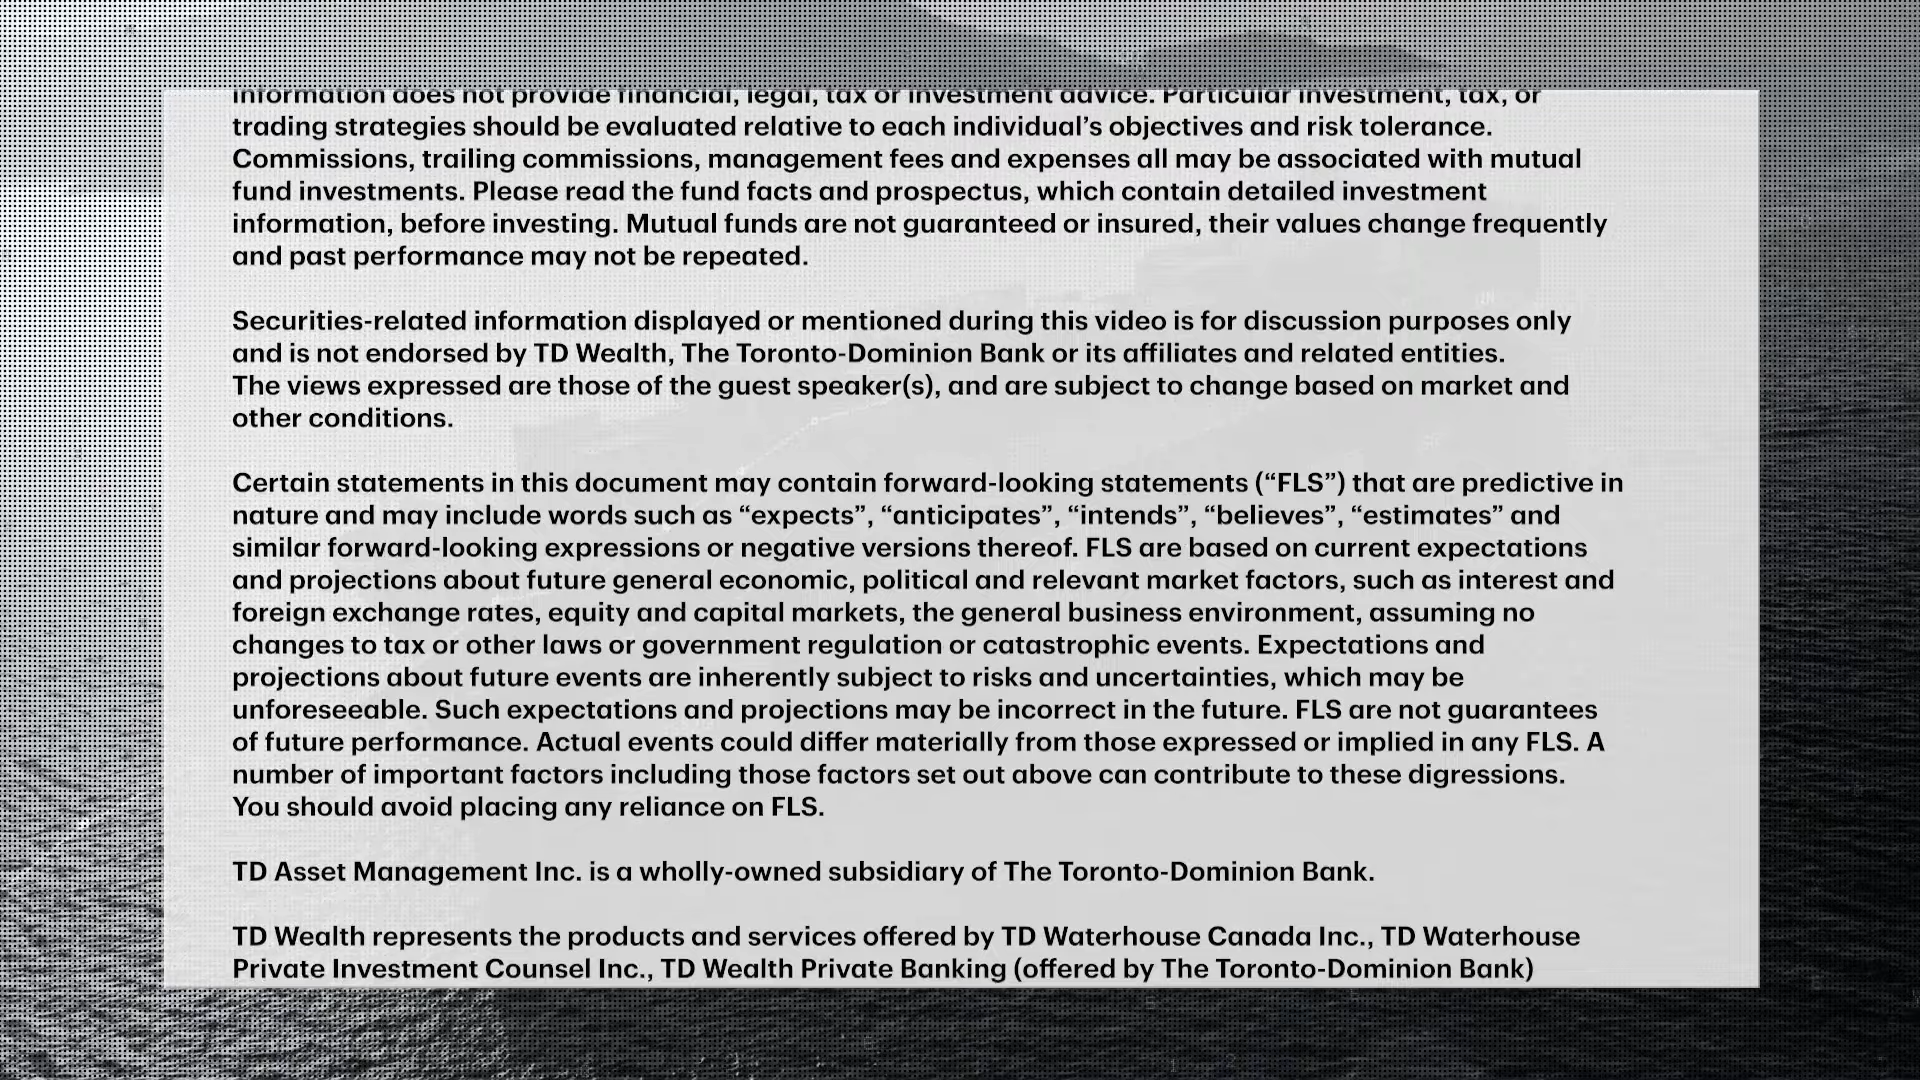 information does not provide financial, legal, tax or investment advice. Particular investment, tax, or
trading strategies should be evaluated relative to each individual’s objectives and risk tolerance.
Commissions, trailing commissions, management fees and expenses all may be associated with mutual
fund investments. Please read the fund facts and prospectus, which contain detailed investment
information, before investing. Mutual funds are not guaranteed or insured, their values change frequently
and past performance may not be repeated.
Securities-related information displayed or mentioned during this video is for discussion purposes only
and is not endorsed by TD Wealth, The Toronto-Dominion Bank or its affiliates and related entities.
The views expressed are those of the guest speaker(s), and are subject to change based on market and
other conditions.
Certain statements in this document may contain forward-looking statements (“FLS”) that are predictive in
nature and may include words such as “expects”, “anticipates”, “intends”, “believes”, “estimates” and
similar forward-looking expressions or negative versions thereof. FLS are based on current expectations
and projections about future general economic, political and relevant market factors, such as interest and
foreign exchange rates, equity and capital markets, the general business environment, assuming no
changes to tax or other laws or government regulation or catastrophic events. Expectations and
projections about future events are inherently subject to risks and uncertainties, which may be
unforeseeable. Such expectations and projections may be incorrect in the future. FLS are not guarantees
of future performance. Actual events could differ materially from those expressed or implied in any FLS. A
number of important factors including those factors set out above can contribute to these digressions.
You should avoid placing any reliance on FLS.
TD Asset Management Inc. is a wholly-owned subsidiary of The Toronto-Dominion Bank.
TD Wealth represents the products and services offered by TD Waterhouse Canada Inc., TD Waterhouse
Private Investment Counsel Inc., TD Wealth Private Banking (offered by The Toronto-Dominion Bank)